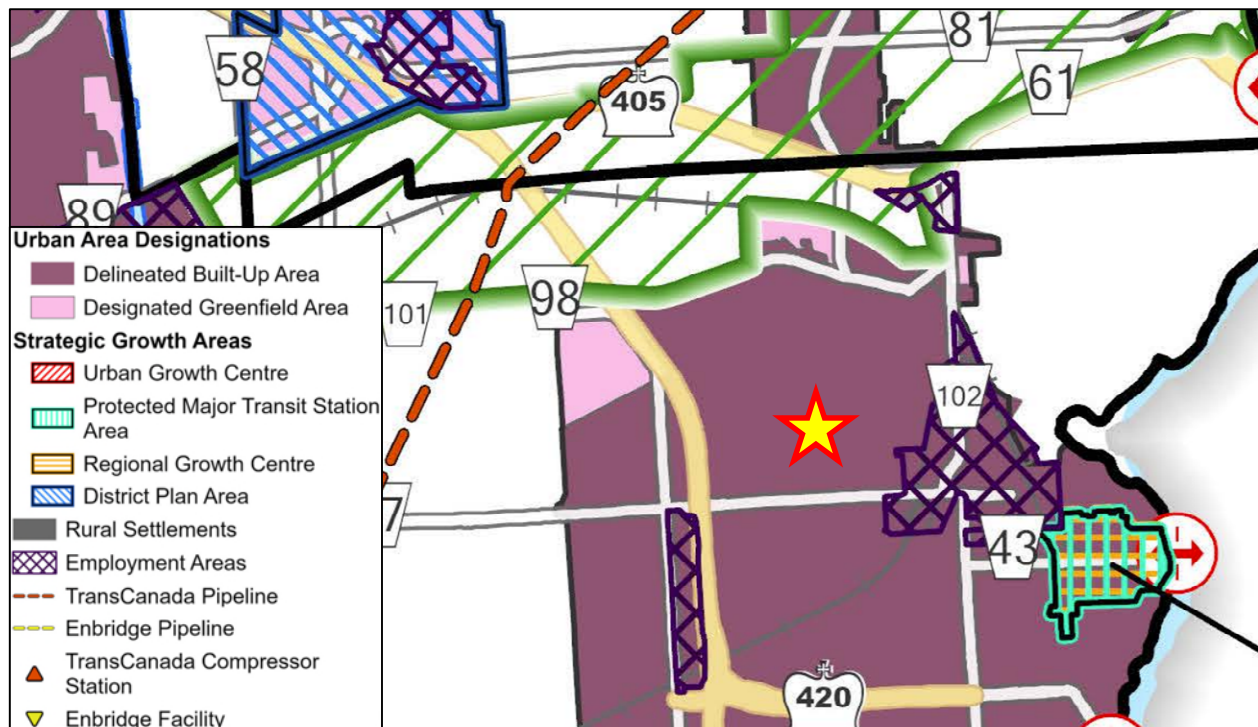 81
58
61
405
89
101
98
102
7
43
420
Urban Area Designations
Delineated Built-Up Area
Designated Greenfield Area
Strategic Growth Areas
Urban Growth Centre
Protected Major Transit Station
Area
Regional Growth Centre
District Plan Area
Rural Settlements
Employment Areas
TransCanada Pipeline
Enbridge Pipeline
TransCanada Compressor
Station
Enbridge Facility